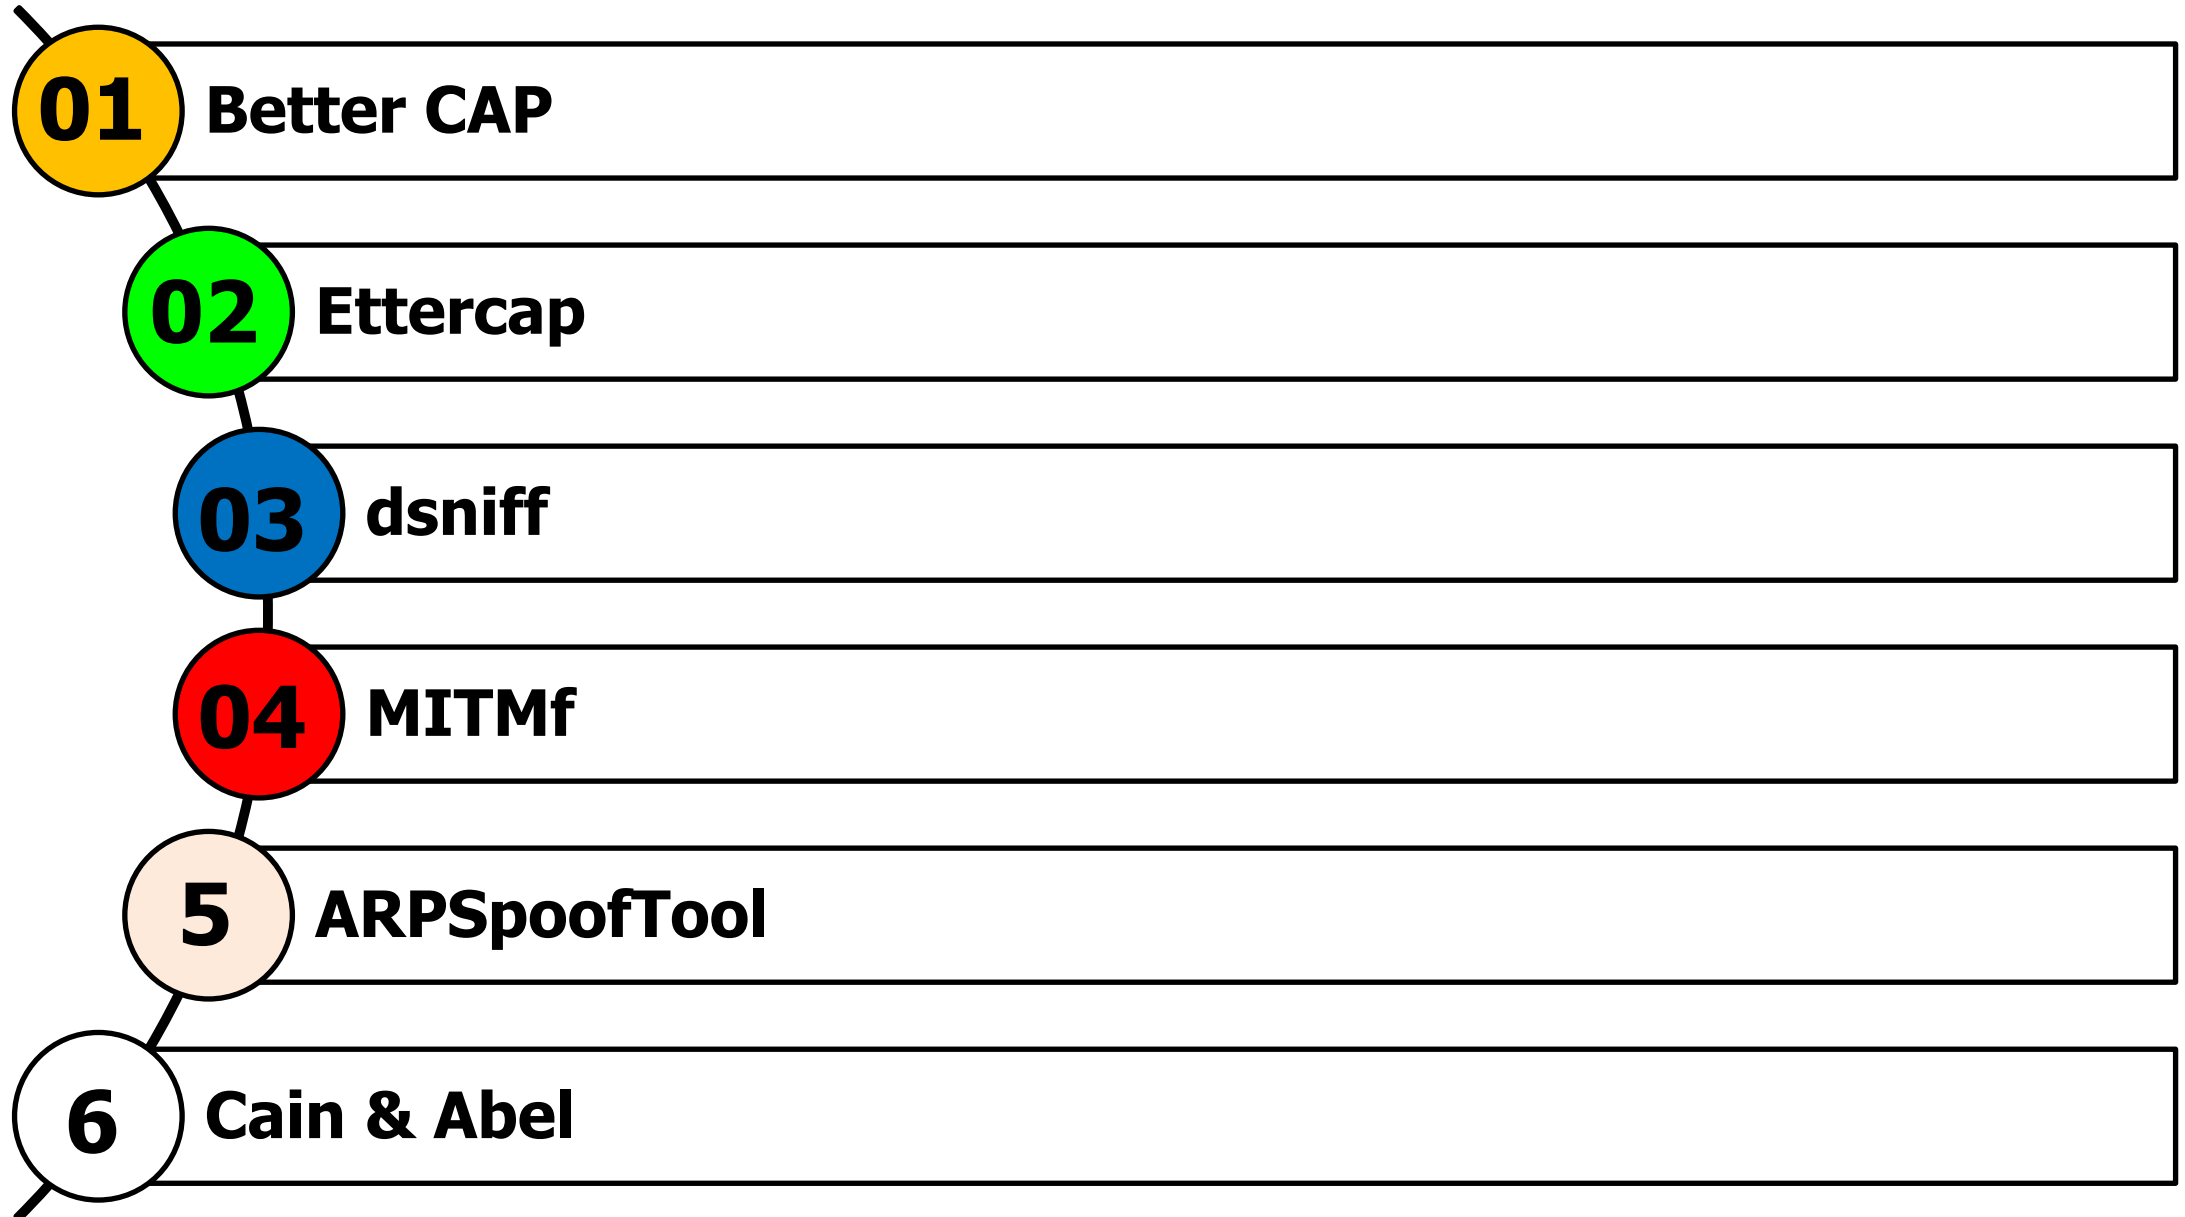 01 Better CAP
02 Ettercap
03 dsniff
04 MITMf
5 ARPSpoofTool
6 Cain & Abel